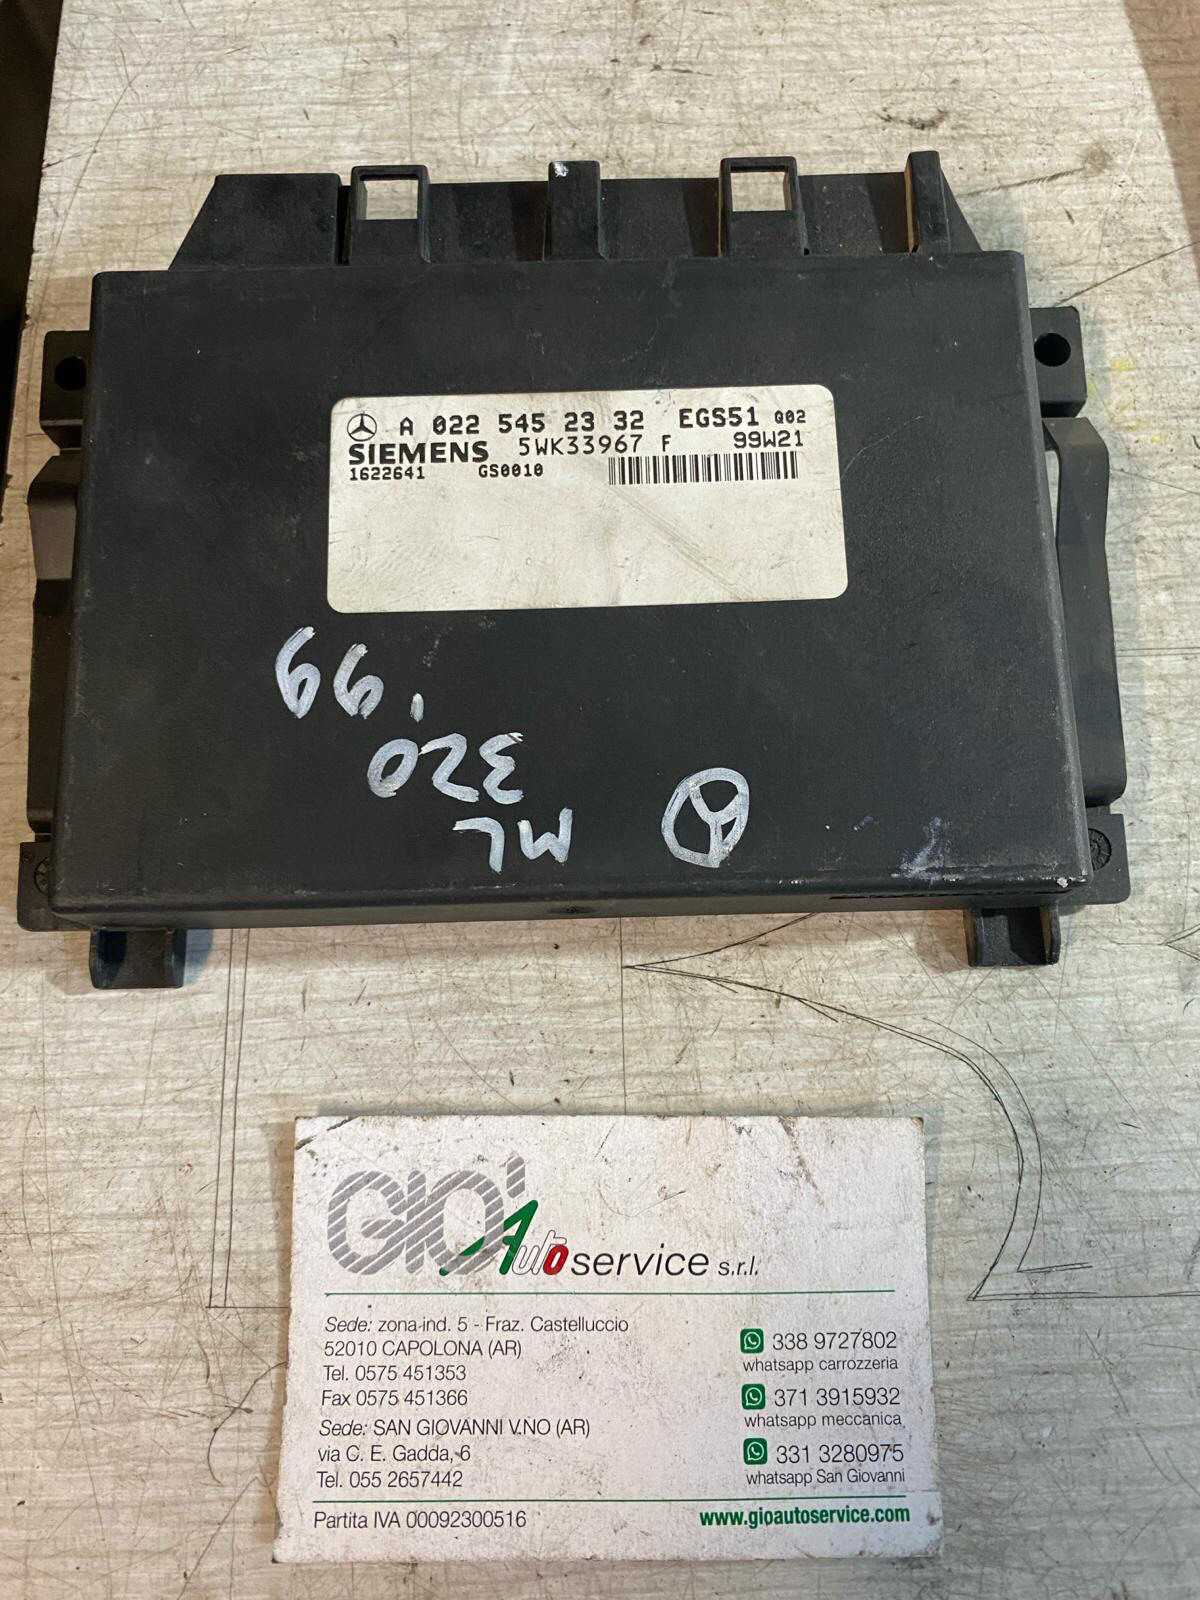 A 022 545 23 32 EGS51 Q02
SIEMENS 5WK33967 F 99W21
1622641 GS0010
ML
320
'99
GIO' Auto service s.r.l.
Sede: zona ind. 5 - Fraz. Castelluccio
52010 CAPOLONA (AR)
Tel. 0575 451353
Fax 0575 451366
Sede: SAN GIOVANNI V.NO (AR)
via C. E. Gadda, 6
Tel. 055 2657442
338 9727802
whatsapp carrozzeria
371 3915932
whatsapp meccanica
331 3280975
whatsapp San Giovanni
Partita IVA 00092300516
www.gioautoservice.com